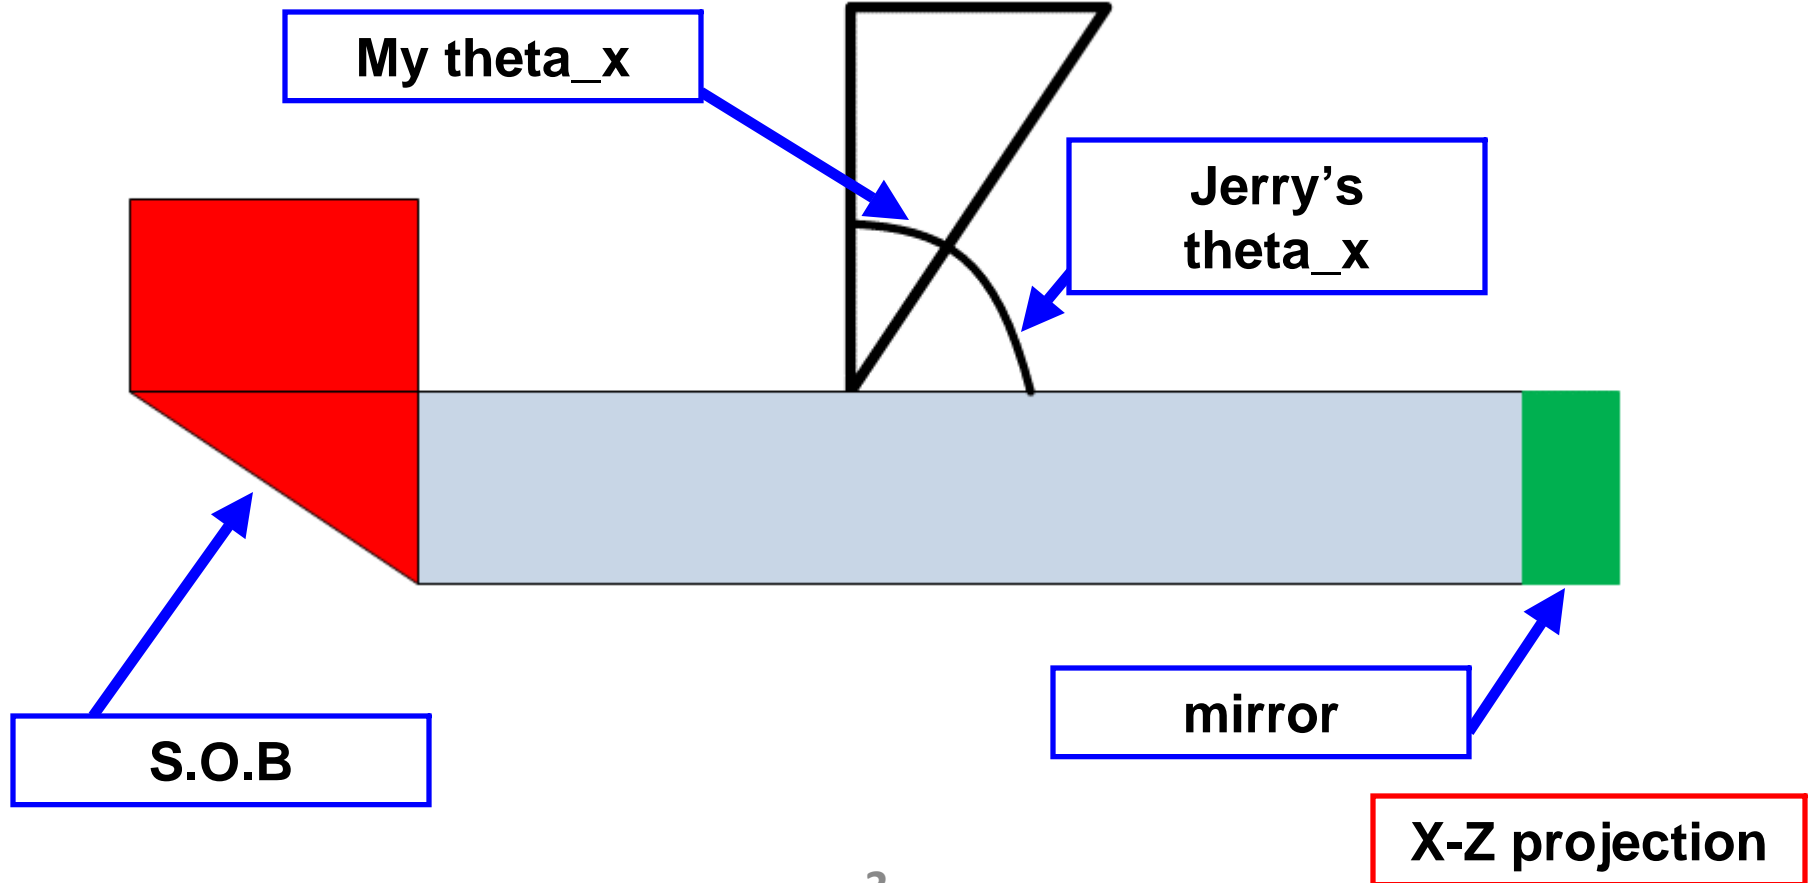 My theta_x
Jerry’s
theta_x
S.O.B
mirror
X-Z projection